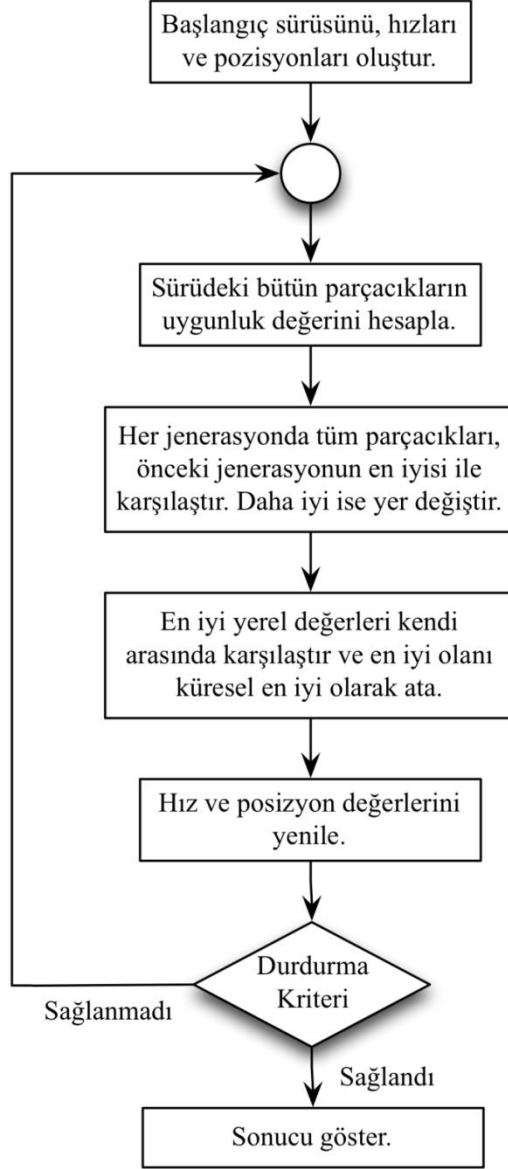 Başlangıç sürüsünü, hızları
ve pozisyonları oluştur.
Sürüdeki bütün parçacıkların
uygunluk değerini hesapla.
Her jenerasyonda tüm parçacıkları,
önceki jenerasyonun en iyisi ile
karşılaştır. Daha iyi ise yer değiştir.
En iyi yerel değerleri kendi
arasında karşılaştır ve en iyi olanı
küresel en iyi olarak ata.
Hız ve posizyon değerlerini
yenile.
Durdurma
Kriteri
Sağlanmadı
Sağlandı
Sonucu göster.